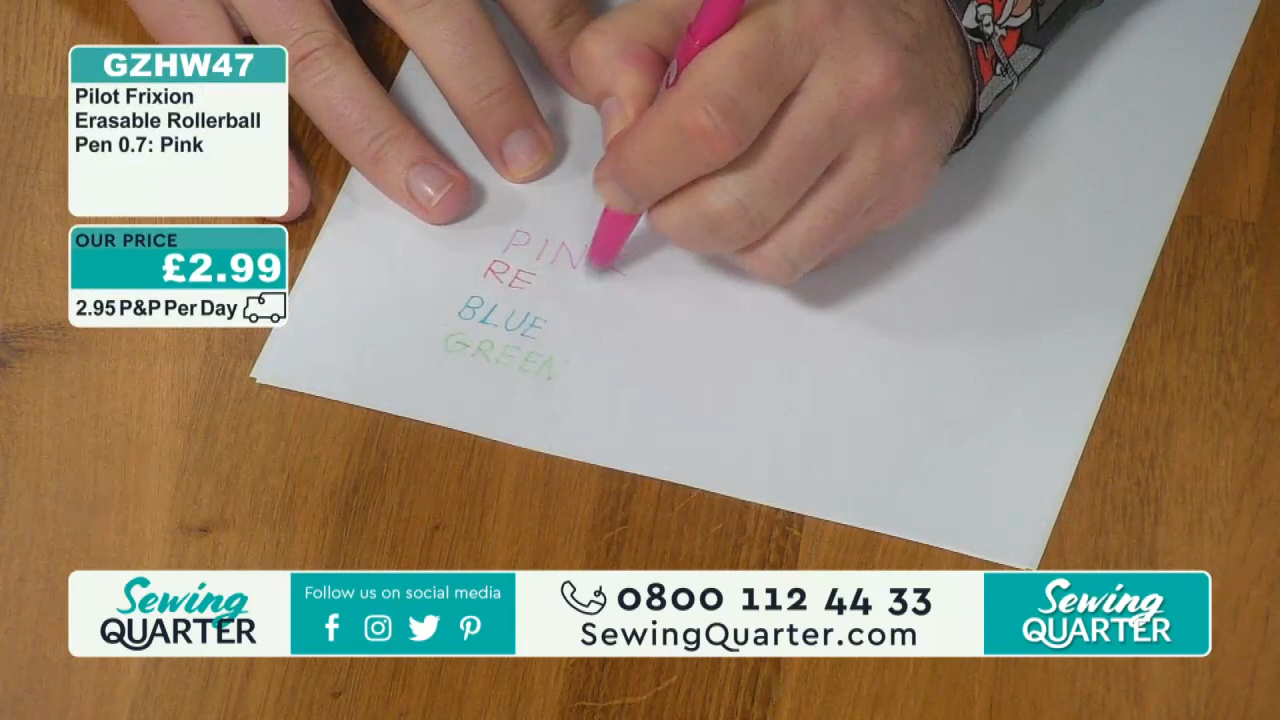 GZHW47
Pilot Frixion
Erasable Rollerball
Pen 0.7: Pink
OUR PRICE
£2.99
2.95 P&P Per Day
PIN
RE
BLUE
GREEN
Sewing
QUARTER
Follow us on social media
0800 112 44 33
SewingQuarter.com
Sewing
QUARTER